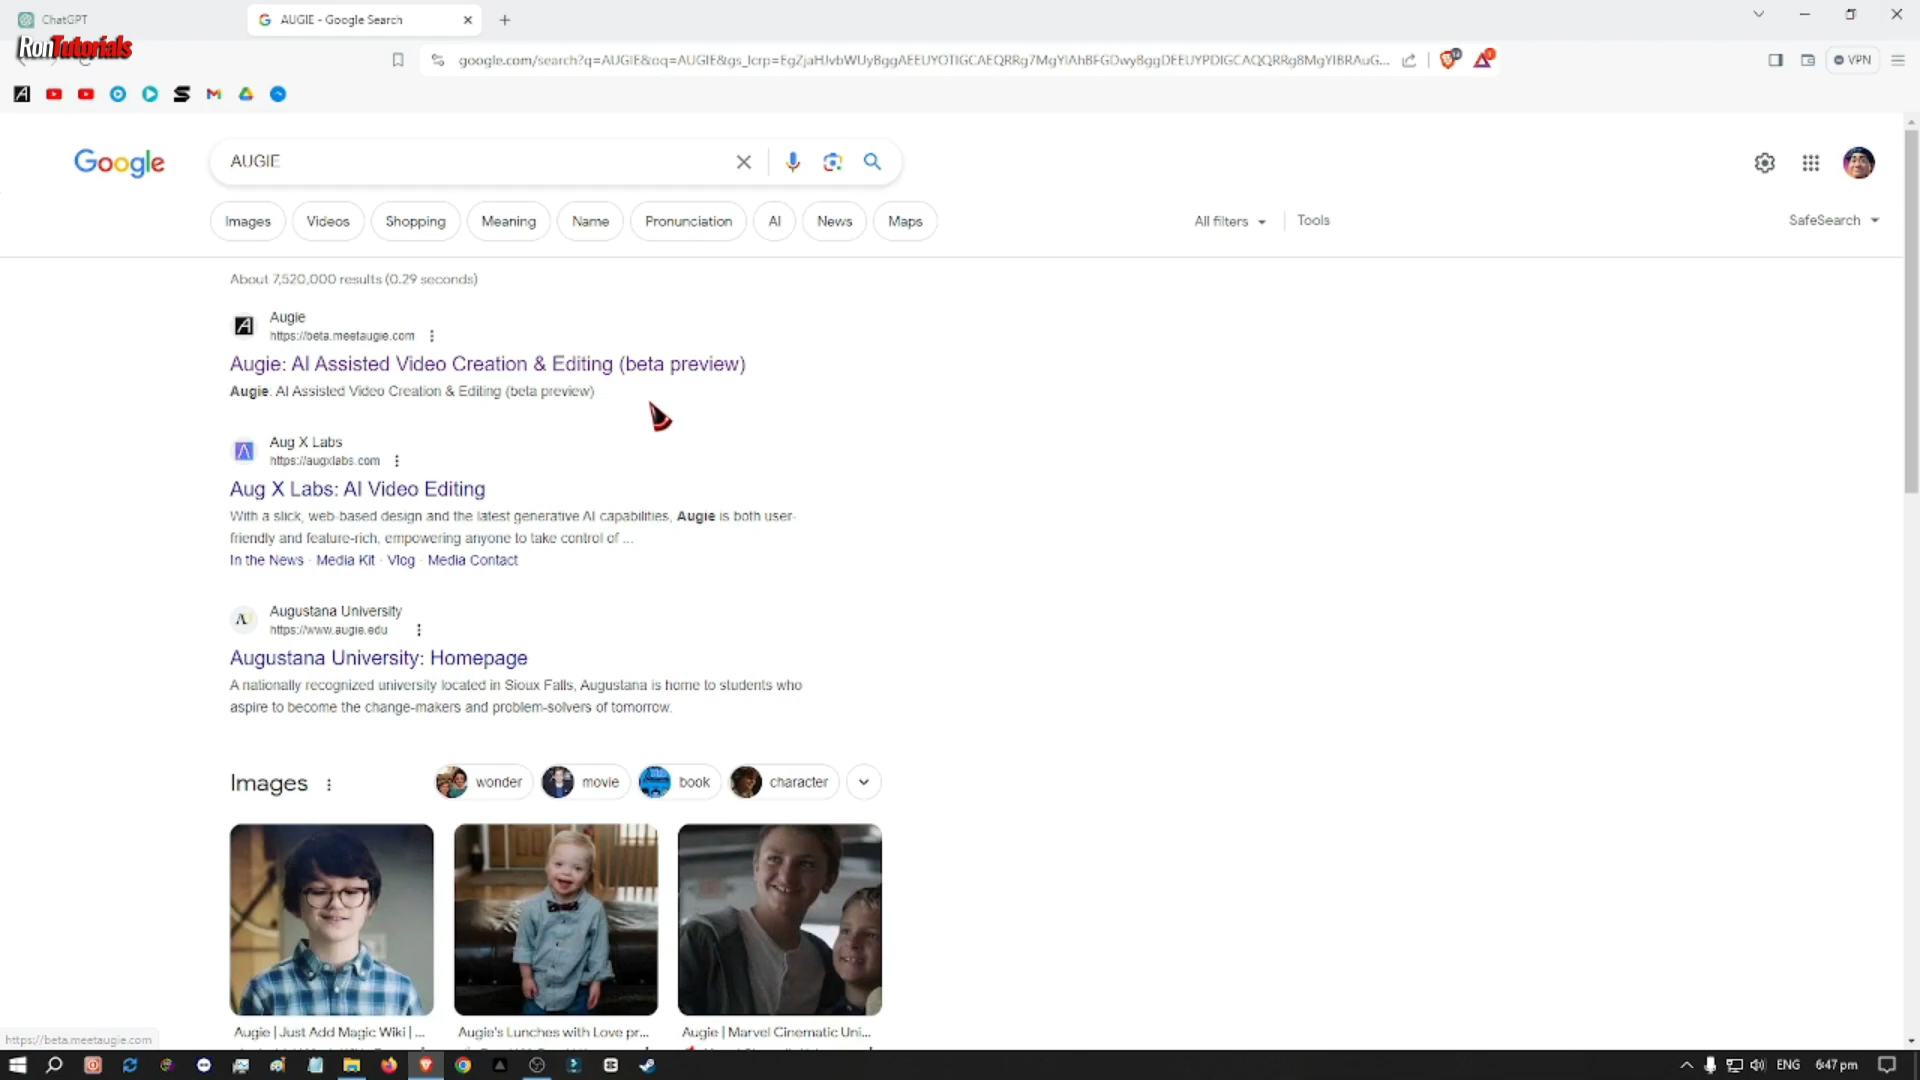 ChatGPT
AUGIE - Google Search
RonTutorials
google.com/search?q=AUGIE&oq=AUGIE&gs_lcrp=EgZjaHJvbWUyBggAEEUYOTIGCAEQRRg7MgYIAhBFGDwyBggDEEUYPDIGCAQQRRg8MgYIBRAuG...
VPN
Google
AUGIE
Images
Videos
Shopping
Meaning
Name
Pronunciation
AI
News
Maps
All filters
Tools
SafeSearch
About 7,520,000 results (0.29 seconds)
Augie
https://beta.meetaugie.com
Augie: AI Assisted Video Creation & Editing (beta preview)
Augie: AI Assisted Video Creation & Editing (beta preview)
Aug X Labs
https://augxlabs.com
Aug X Labs: AI Video Editing
With a slick, web-based design and the latest generative AI capabilities, Augie is both user-
friendly and feature-rich, empowering anyone to take control of ...
In the News · Media Kit · Vlog · Media Contact
Augustana University
https://www.augie.edu
Augustana University: Homepage
A nationally recognized university located in Sioux Falls, Augustana is home to students who
aspire to become the change-makers and problem-solvers of tomorrow.
Images
wonder
movie
book
character
Augie | Just Add Magic Wiki | ...
Augie's Lunches with Love pr...
Augie | Marvel Cinematic Uni...
https://beta.meetaugie.com
ENG
6:47 pm